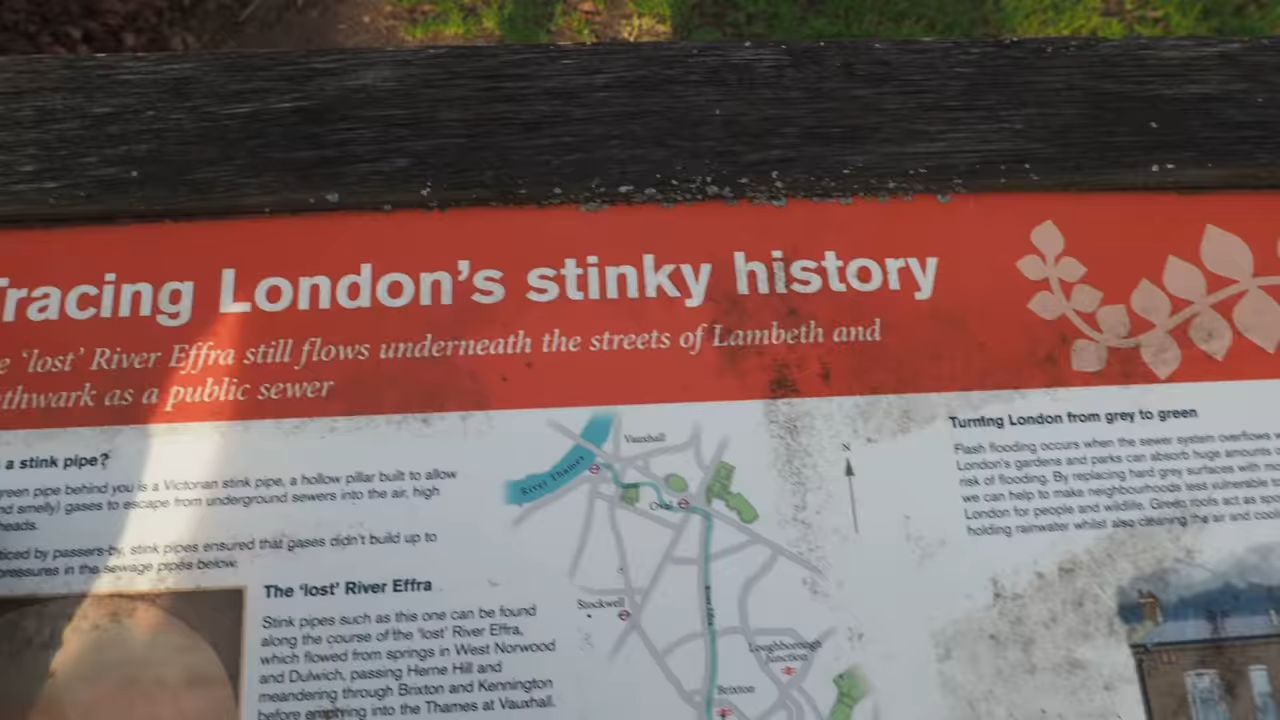 Tracing London's stinky history
e 'lost' River Effra still flows underneath the streets of Lambeth and
thwark as a public sewer
a stink pipe?
reen pipe behind you is a Victorian stink pipe, a hollow pillar built to allow
nd smelly) gases to escape from underground sewers into the air, high
heads.
ticed by passers-by, stink pipes ensured that gases didn't build up to
pressures in the sewage pipes below.
The 'lost' River Effra
Stink pipes such as this one can be found
along the course of the 'lost' River Effra,
which flowed from springs in West Norwood
and Dulwich, passing Herne Hill and
meandering through Brixton and Kennington
before emptying into the Thames at Vauxhall.
Vauxhall
River Thames
Oval
Stockwell
Loughborough
Junction
Brixton
N
Turning London from grey to green
Flash flooding occurs when the sewer system overflows
London's gardens and parks can absorb huge amounts
risk of flooding. By replacing hard grey surfaces with mo
we can help to make neighbourhoods less vulnerable t
London for people and wildlife. Green roofs act as spo
holding rainwater whilst also cleaning the air and cool